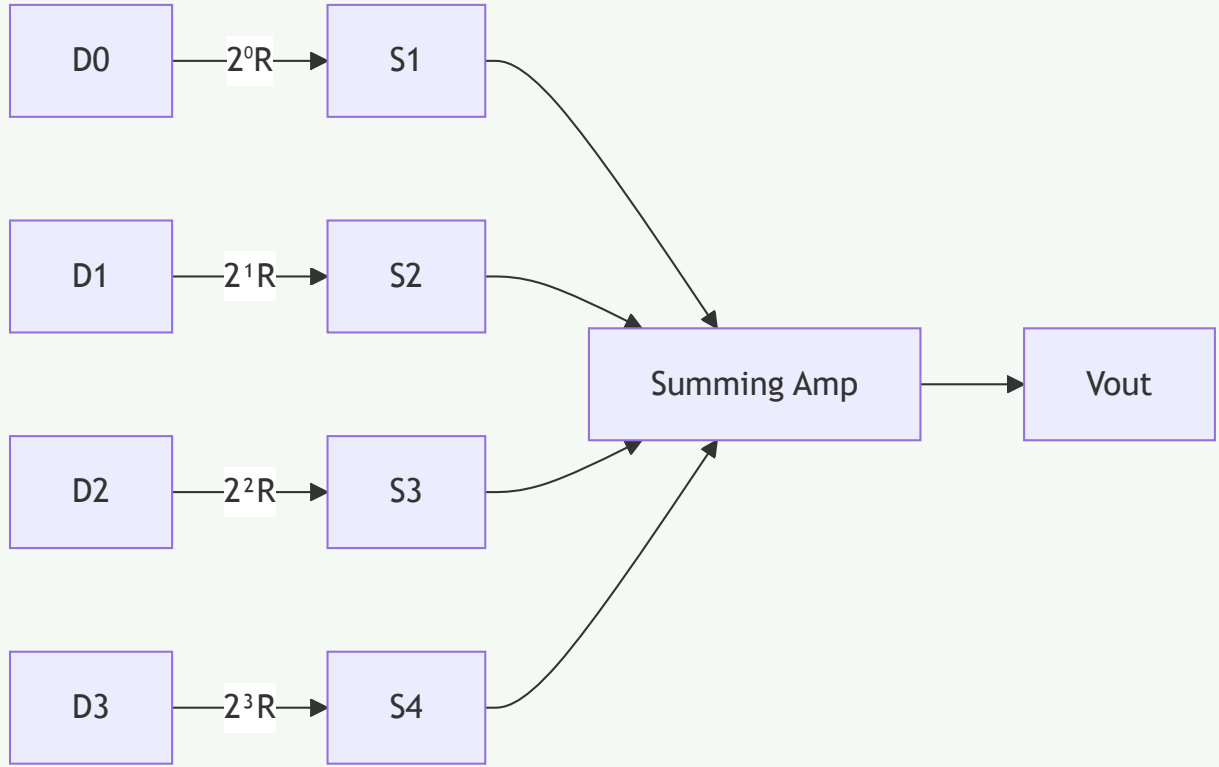 D0 2⁰R S1
D1 2¹R S2
Summing Amp Vout
D2 2²R S3
D3 2³R S4